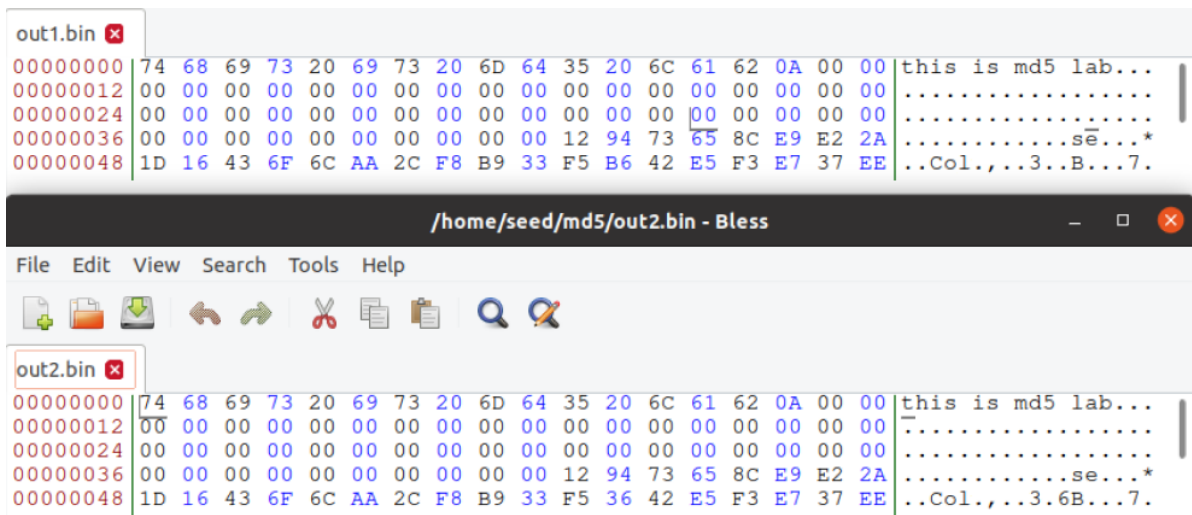 out1.bin
00000000 74 68 69 73 20 69 73 20 6D 64 35 20 6C 61 62 0A 00 00 this is md5 lab...
00000012 00 00 00 00 00 00 00 00 00 00 00 00 00 00 00 00 00 00 ..................
00000024 00 00 00 00 00 00 00 00 00 00 00 00 00 00 00 00 00 00 ..................
00000036 00 00 00 00 00 00 00 00 00 00 12 94 73 65 8C E9 E2 2A ............se...*
00000048 1D 16 43 6F 6C AA 2C F8 B9 33 F5 B6 42 E5 F3 E7 37 EE ..Col.,..3..B...7.
/home/seed/md5/out2.bin - Bless
File Edit View Search Tools Help
out2.bin
00000000 74 68 69 73 20 69 73 20 6D 64 35 20 6C 61 62 0A 00 00 this is md5 lab...
00000012 00 00 00 00 00 00 00 00 00 00 00 00 00 00 00 00 00 00 ..................
00000024 00 00 00 00 00 00 00 00 00 00 00 00 00 00 00 00 00 00 ..................
00000036 00 00 00 00 00 00 00 00 00 00 12 94 73 65 8C E9 E2 2A ............se...*
00000048 1D 16 43 6F 6C AA 2C F8 B9 33 F5 36 42 E5 F3 E7 37 EE ..Col.,..3.6B...7.